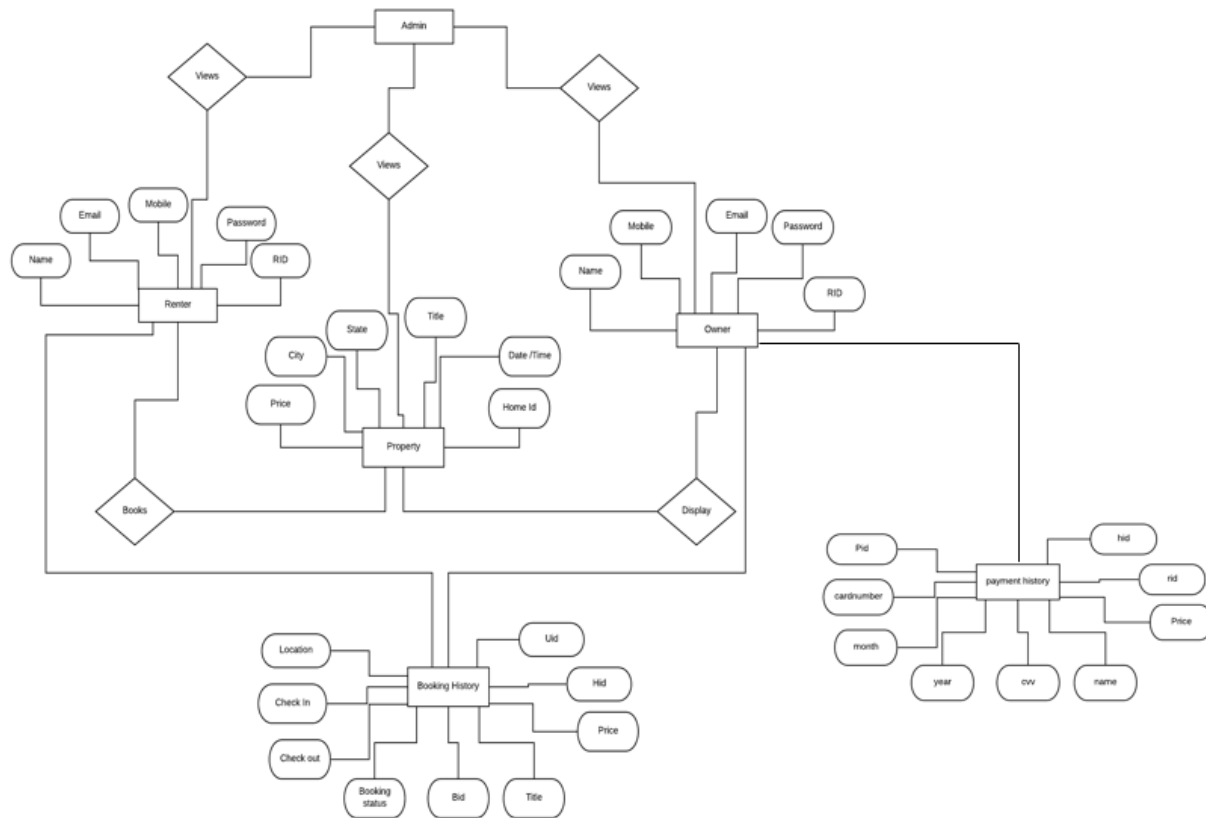 Admin
Views
Views
Views
Email
Mobile
Password
Name
RID
Renter
Mobile
Email
Password
Name
RID
Owner
State
Title
City
Date /Time
Price
Home Id
Property
Books
Display
Pid
hid
cardnumber
payment history
rid
month
Price
year
cvv
name
Location
Uid
Check In
Booking History
Hid
Check out
Price
Booking
status
Bid
Title